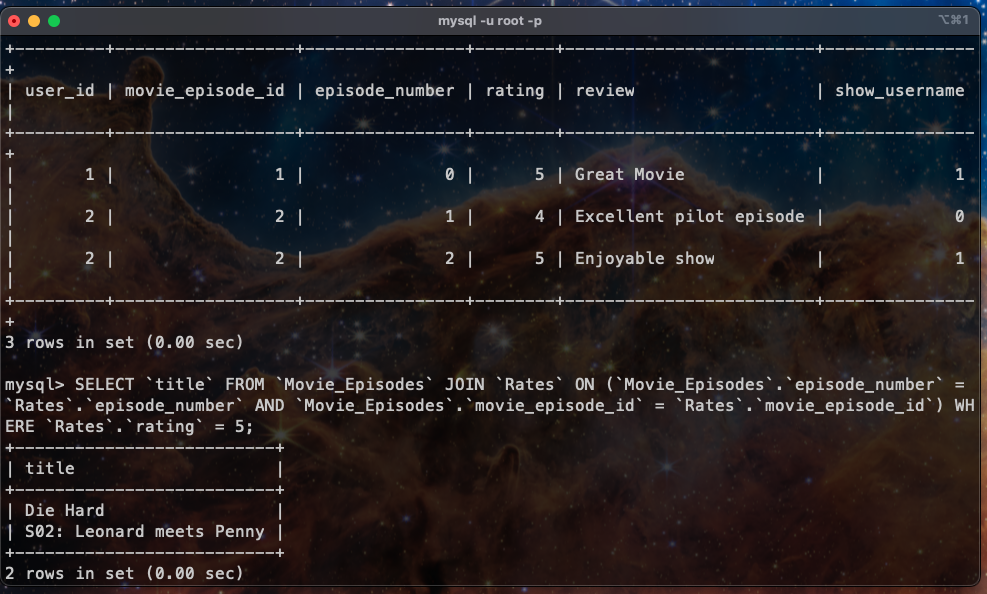 mysql -u root -p
⌥⌘1
+---------+------------------+----------------+--------+-------------------------+---------------
+
| user_id | movie_episode_id | episode_number | rating | review                  | show_username
|
+---------+------------------+----------------+--------+-------------------------+---------------
+
|       1 |                1 |              0 |      5 | Great Movie             |             1
|
|       2 |                2 |              1 |      4 | Excellent pilot episode |             0
|
|       2 |                2 |              2 |      5 | Enjoyable show          |             1
|
+---------+------------------+----------------+--------+-------------------------+---------------
+
3 rows in set (0.00 sec)
mysql> SELECT `title` FROM `Movie_Episodes` JOIN `Rates` ON (`Movie_Episodes`.`episode_number` =
`Rates`.`episode_number` AND `Movie_Episodes`.`movie_episode_id` = `Rates`.`movie_episode_id`) WH
ERE `Rates`.`rating` = 5;
+--------------------------+
| title                    |
+--------------------------+
| Die Hard                 |
| S02: Leonard meets Penny |
+--------------------------+
2 rows in set (0.00 sec)